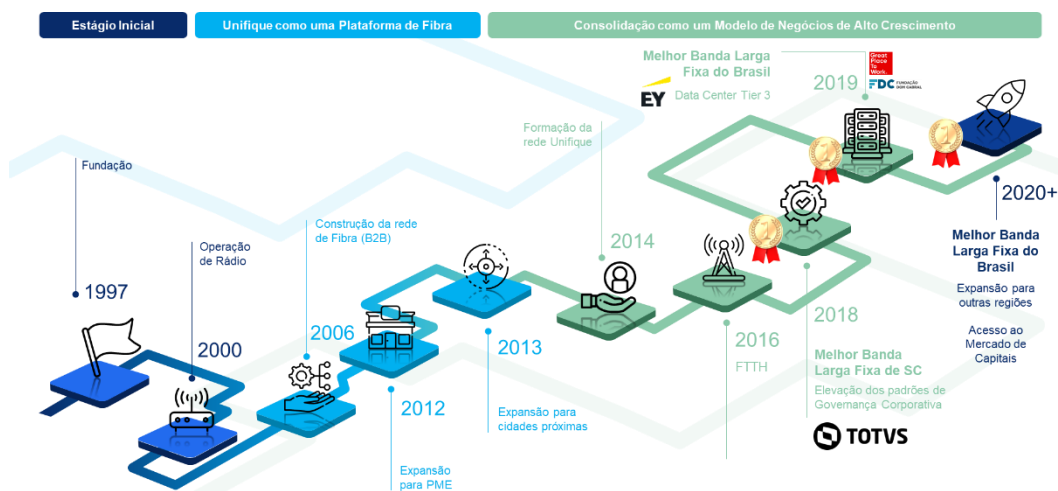 Estágio Inicial
Unifique como uma Plataforma de Fibra
Consolidação como um Modelo de Negócios de Alto Crescimento
Fundação
1997
Operação
de Rádio
2000
Construção da rede
de Fibra (B2B)
2006
2012
Expansão
para PME
2013
Expansão para
cidades próximas
Formação da
rede Unifique
2014
2016
FTTH
2018
Melhor Banda
Larga Fixa de SC
Elevação dos padrões de
Governança Corporativa
TOTVS
Melhor Banda Larga
Fixa do Brasil
EY
Data Center Tier 3
2019
Great
Place
To
Work.
FDC
FUNDAÇÃO
DOM CABRAL
1
1
1
2020+
Melhor Banda
Larga Fixa do
Brasil
Expansão para
outras regiões
Acesso ao
Mercado de
Capitais